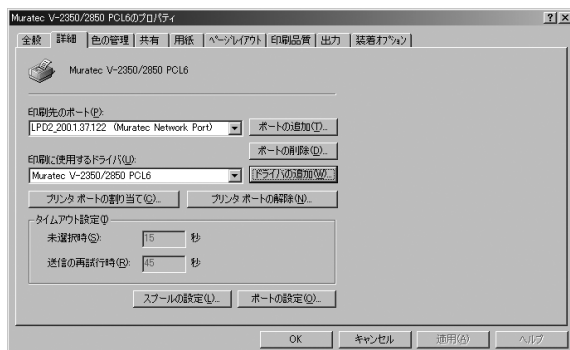 Muratec V-2350/2850 PCL6のプロパティ
全般 詳細 色の管理 共有 用紙 ページレイアウト 印刷品質 出力 装着オプション
Muratec V-2350/2850 PCL6
印刷先のポート(P):
LPD2_200.1.37.122 (Muratec Network Port) ポートの追加(T)...
ポートの削除(D)...
印刷に使用するドライバ(U):
Muratec V-2350/2850 PCL6 ドライバの追加(W)...
プリンタ ポートの割り当て(C)... プリンタ ポートの解除(N)...
タイムアウト設定
未選択時(S): 15 秒
送信の再試行時(R): 45 秒
スプールの設定(L)... ポートの設定(O)...
OK キャンセル 適用(A) ヘルプ